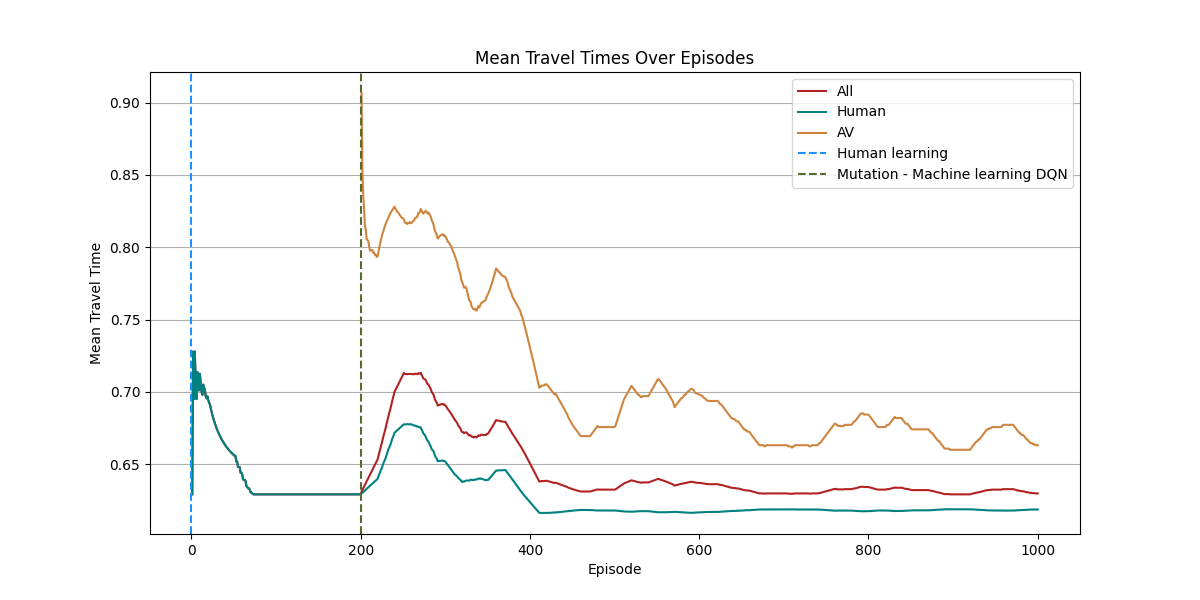 Mean Travel Times Over Episodes
Mean Travel Time
0.90
0.85
0.80
0.75
0.70
0.65
All
Human
AV
Human learning
Mutation - Machine learning DQN
0
200
400
600
800
1000
Episode